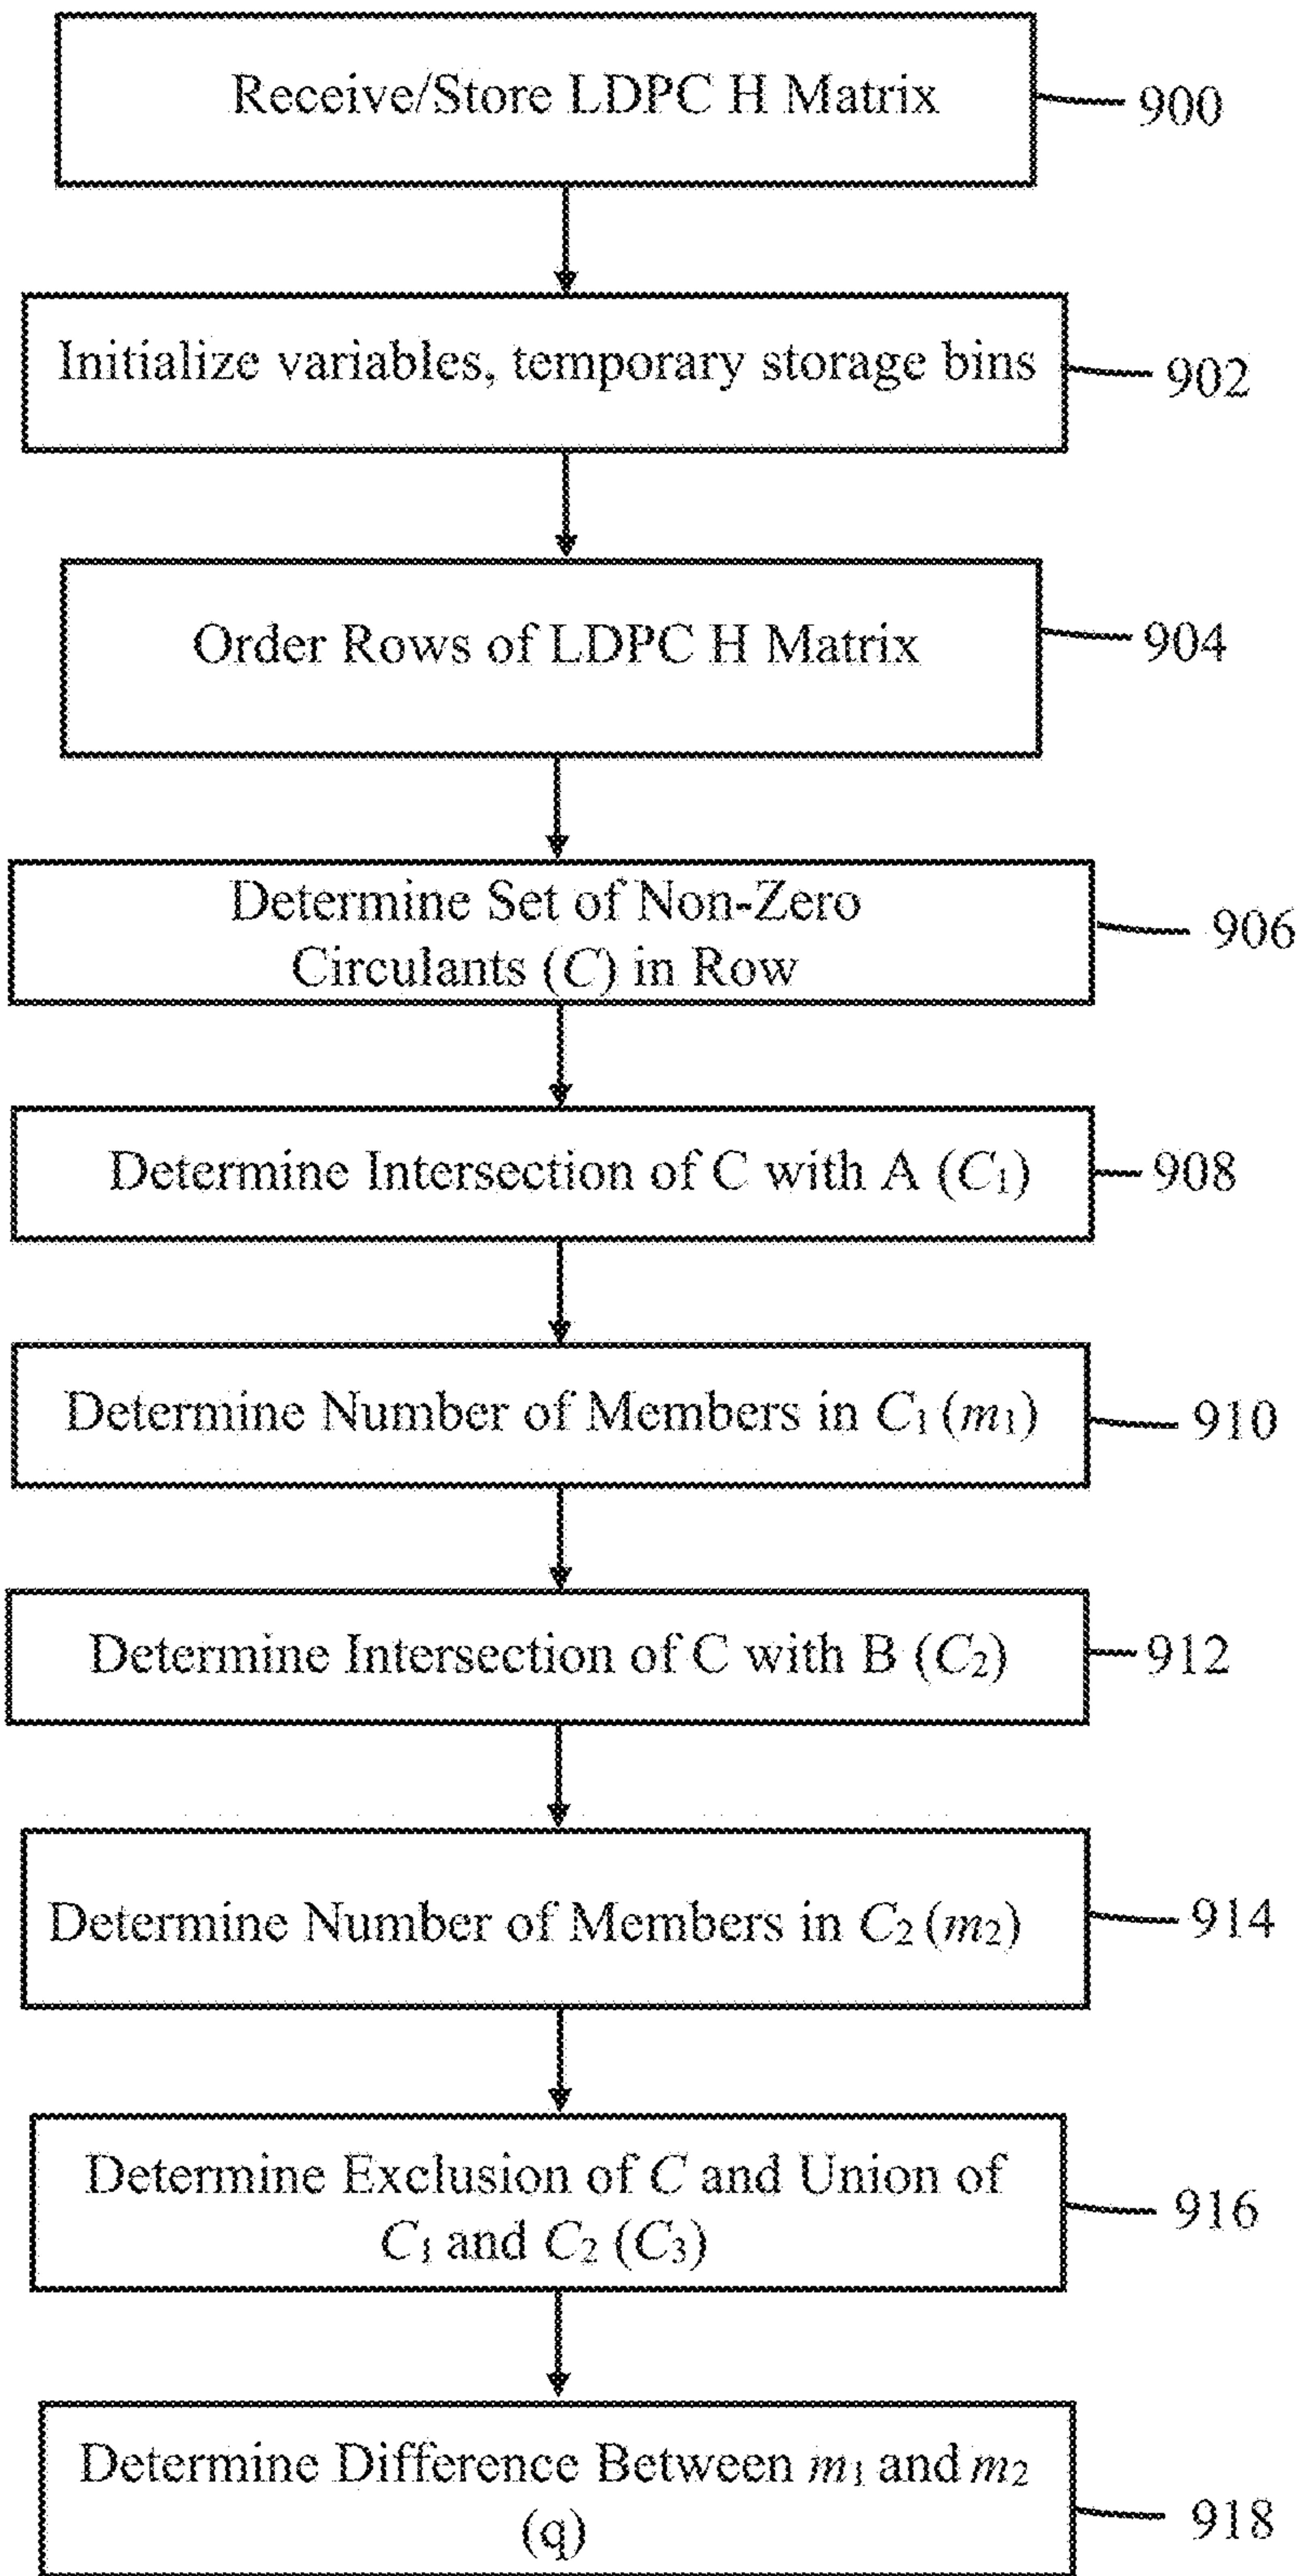 Receive/Store LDPC H Matrix
900
Initialize variables, temporary storage bins
902
Order Rows of LDPC H Matrix
904
Determine Set of Non-Zero
Circulants (C) in Row
906
Determine Intersection of C with A (C₁)
908
Determine Number of Members in C₁ (m₁)
910
Determine Intersection of C with B (C₂)
912
Determine Number of Members in C₂ (m₂)
914
Determine Exclusion of C and Union of
C₁ and C₂ (C₃)
916
Determine Difference Between m₁ and m₂
(q)
918